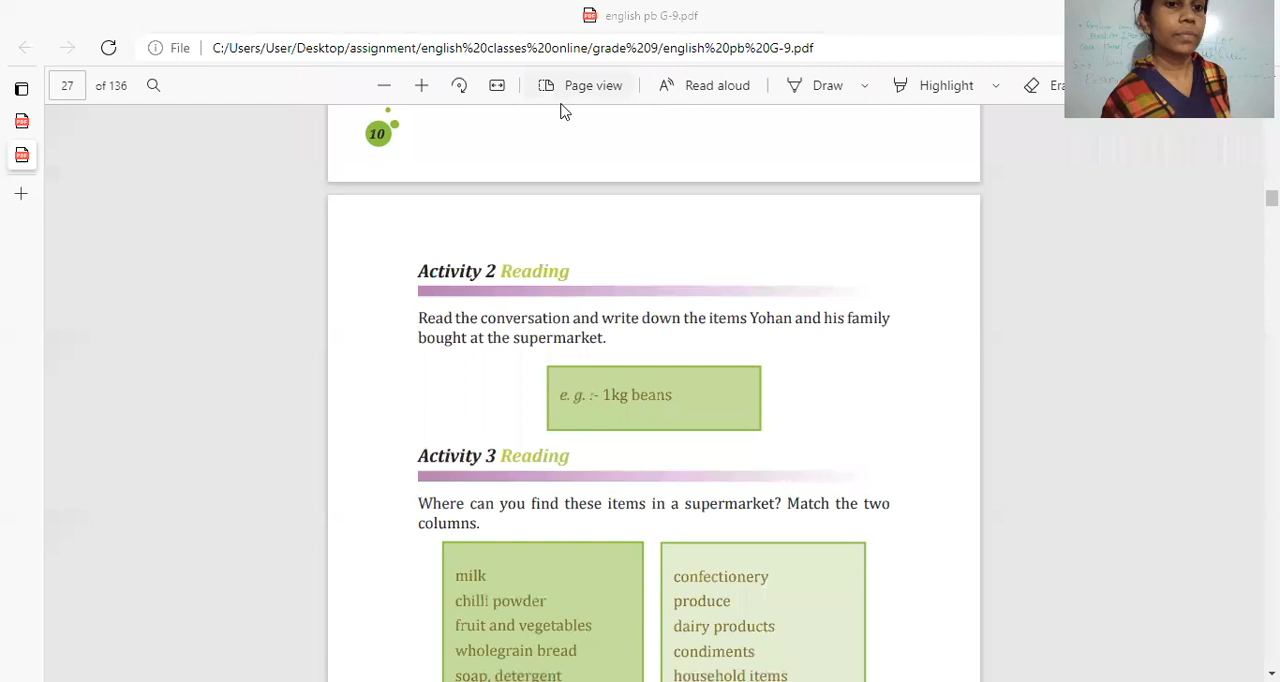 english pb G-9.pdf
File | C:/Users/User/Desktop/assignment/english%20classes%20online/grade%209/english%20pb%20G-9.pdf
27 of 136 Page view Read aloud Draw Highlight Era
10
Activity 2 Reading
Read the conversation and write down the items Yohan and his family
bought at the supermarket.
e. g. :- 1kg beans
Activity 3 Reading
Where can you find these items in a supermarket? Match the two
columns.
milk
chilli powder
fruit and vegetables
wholegrain bread
soap, detergent
confectionery
produce
dairy products
condiments
household items